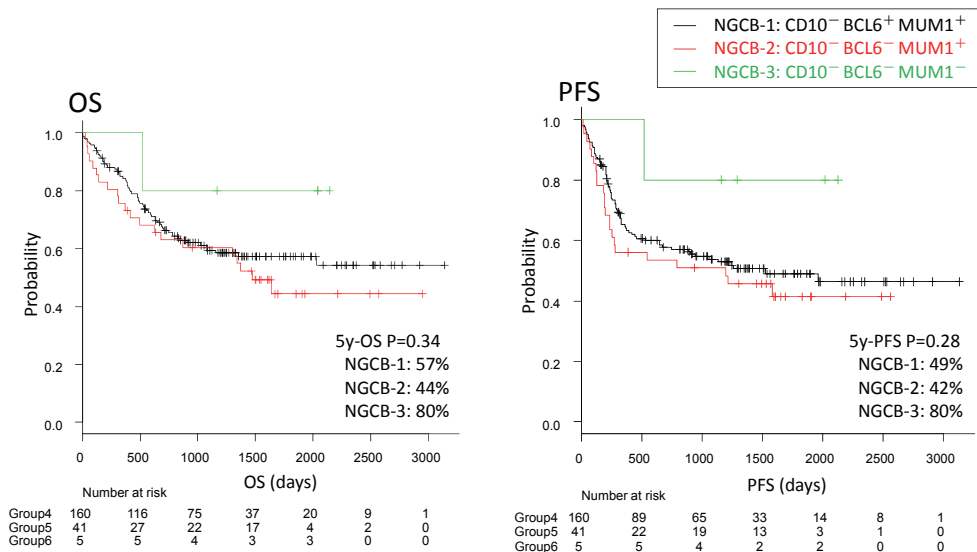 NGCB-1: CD10⁻ BCL6⁺ MUM1⁺
NGCB-2: CD10⁻ BCL6⁻ MUM1⁺
NGCB-3: CD10⁻ BCL6⁻ MUM1⁻
OS
1.0
0.8
0.6
0.4
0.2
0.0
Probability
5y-OS P=0.34
NGCB-1: 57%
NGCB-2: 44%
NGCB-3: 80%
0 500 1000 1500 2000 2500 3000
OS (days)
Number at risk
Group4 160 116 75 37 20 9 1
Group5 41 27 22 17 4 2 0
Group6 5 5 4 3 3 0 0
PFS
1.0
0.8
0.6
0.4
0.2
0.0
Probability
5y-PFS P=0.28
NGCB-1: 49%
NGCB-2: 42%
NGCB-3: 80%
0 500 1000 1500 2000 2500 3000
PFS (days)
Number at risk
Group4 160 89 65 33 14 8 1
Group5 41 22 19 13 3 1 0
Group6 5 5 4 2 2 0 0